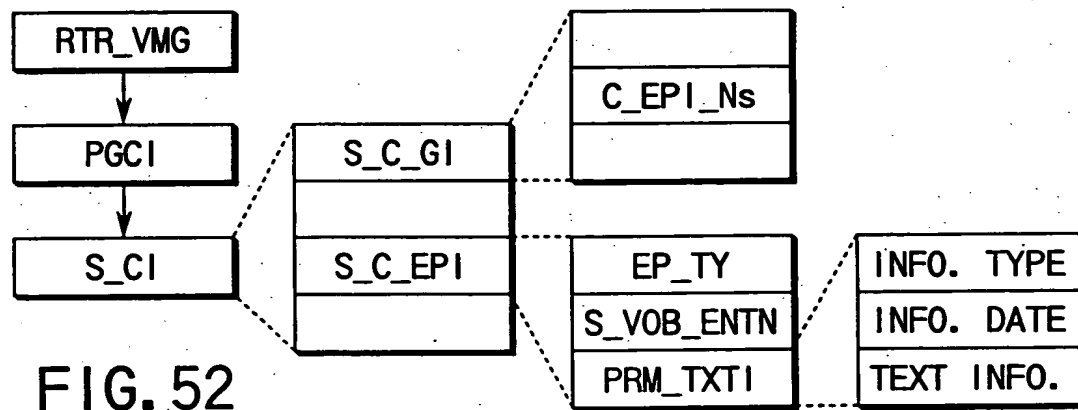 RTR_VMG
PGCI
S_CI
S_C_GI
S_C_EPI
C_EPI_Ns
EP_TY
S_VOB_ENTN
PRM_TXTI
INFO. TYPE
INFO. DATE
TEXT INFO.
FIG. 52